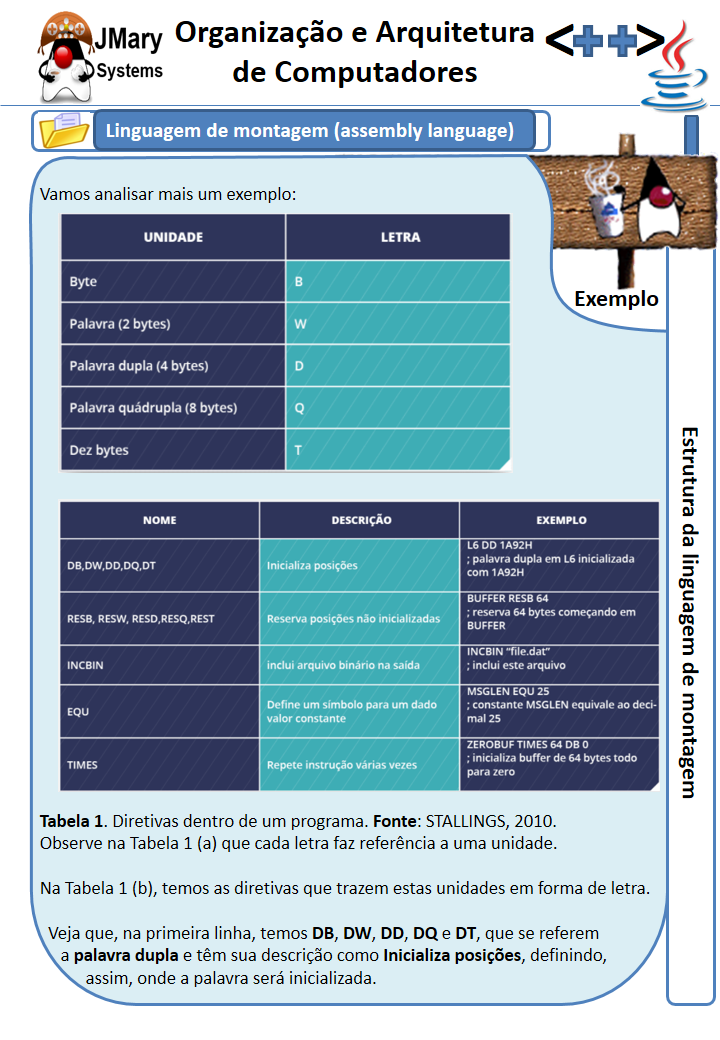 JMary
Systems
Organização e Arquitetura
de Computadores
<++>
Linguagem de montagem (assembly language)
Exemplo
Estrutura da linguagem de montagem
Vamos analisar mais um exemplo:
UNIDADE LETRA
Byte B
Palavra (2 bytes) W
Palavra dupla (4 bytes) D
Palavra quádrupla (8 bytes) Q
Dez bytes T
NOME DESCRIÇÃO EXEMPLO
DB,DW,DD,DQ,DT Inicializa posições L6 DD 1A92H
; palavra dupla em L6 inicializada
com 1A92H
RESB, RESW, RESD,RESQ,REST Reserva posições não inicializadas BUFFER RESB 64
; reserva 64 bytes começando em
BUFFER
INCBIN inclui arquivo binário na saída INCBIN “file.dat”
; inclui este arquivo
EQU Define um símbolo para um dado
valor constante MSGLEN EQU 25
; constante MSGLEN equivale ao deci-
mal 25
TIMES Repete instrução várias vezes ZEROBUF TIMES 64 DB 0
; inicializa buffer de 64 bytes todo
para zero
Tabela 1. Diretivas dentro de um programa. Fonte: STALLINGS, 2010.
Observe na Tabela 1 (a) que cada letra faz referência a uma unidade.
Na Tabela 1 (b), temos as diretivas que trazem estas unidades em forma de letra.
Veja que, na primeira linha, temos DB, DW, DD, DQ e DT, que se referem
a palavra dupla e têm sua descrição como Inicializa posições, definindo,
assim, onde a palavra será inicializada.